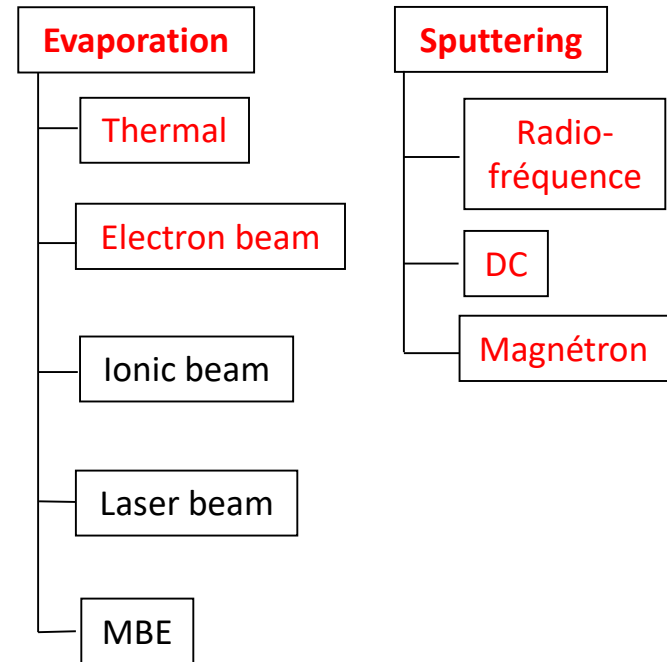 Evaporation
Thermal
Electron beam
Ionic beam
Laser beam
MBE
Sputtering
Radio-
fréquence
DC
Magnétron